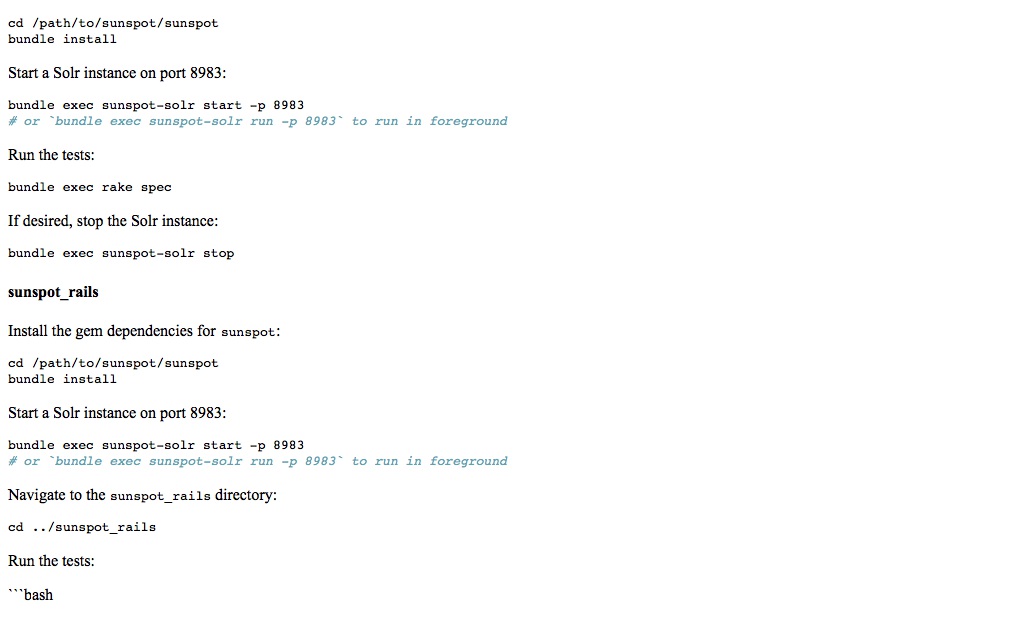 cd /path/to/sunspot/sunspot
bundle install
Start a Solr instance on port 8983:
bundle exec sunspot-solr start -p 8983
# or `bundle exec sunspot-solr run -p 8983` to run in foreground
Run the tests:
bundle exec rake spec
If desired, stop the Solr instance:
bundle exec sunspot-solr stop
sunspot_rails
Install the gem dependencies for sunspot:
cd /path/to/sunspot/sunspot
bundle install
Start a Solr instance on port 8983:
bundle exec sunspot-solr start -p 8983
# or `bundle exec sunspot-solr run -p 8983` to run in foreground
Navigate to the sunspot_rails directory:
cd ../sunspot_rails
Run the tests:
```bash